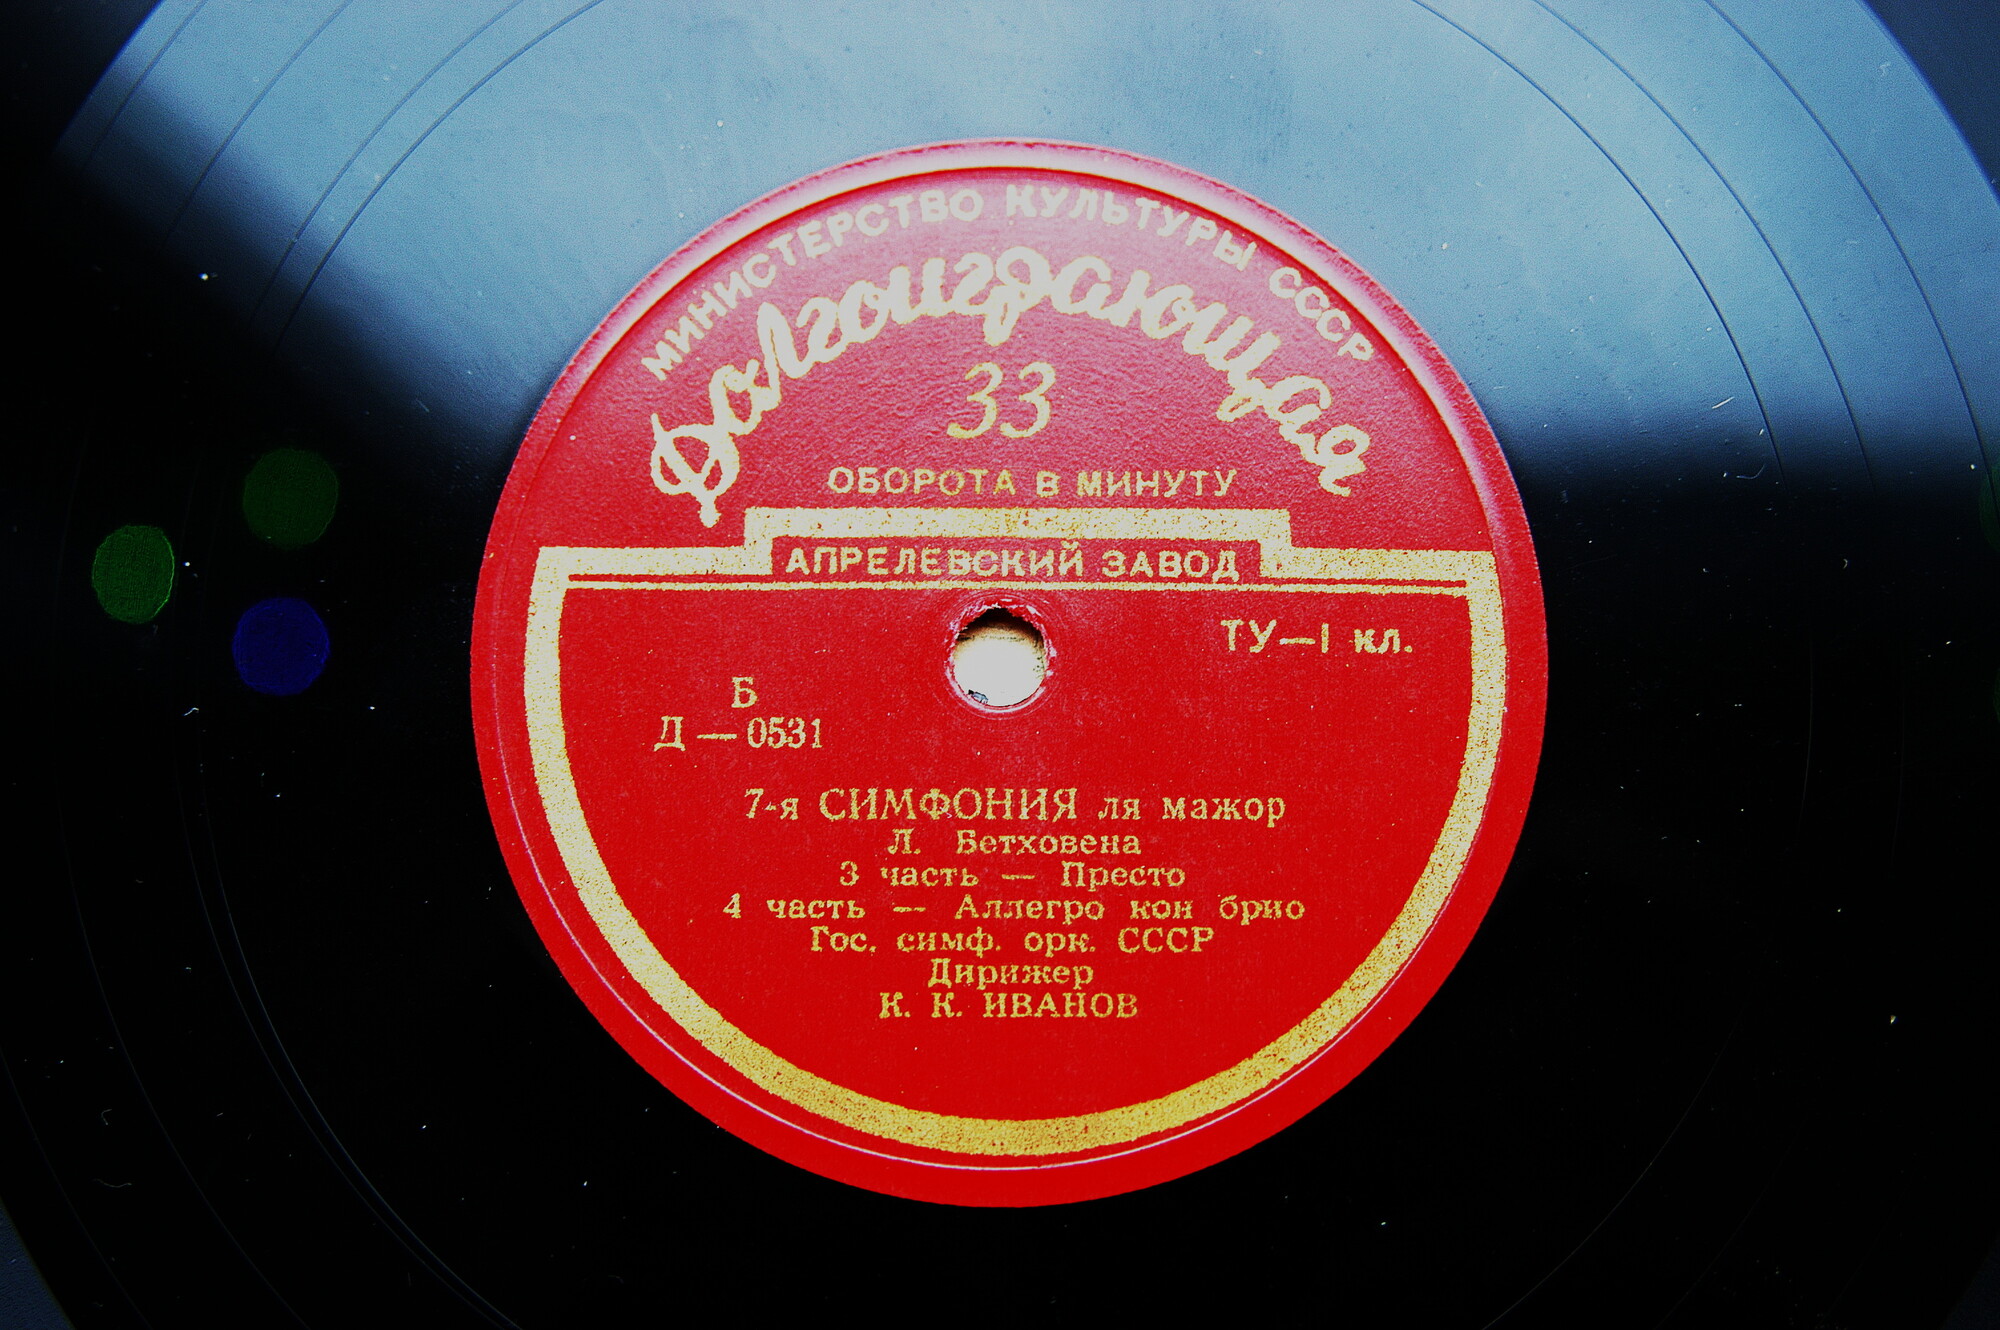 МИНИСТЕРСТВО КУЛЬТУРЫ СССР
Долгоиграющая
33
ОБОРОТА В МИНУТУ
АПРЕЛЕВСКИЙ ЗАВОД
ТУ—I кл.
Б
Д — 0531
7-я СИМФОНИЯ ля мажор
Л. Бетховена
3 часть — Престо
4 часть — Аллегро кон брио
Гос. симф. орк. СССР
Дирижер
К. К. ИВАНОВ